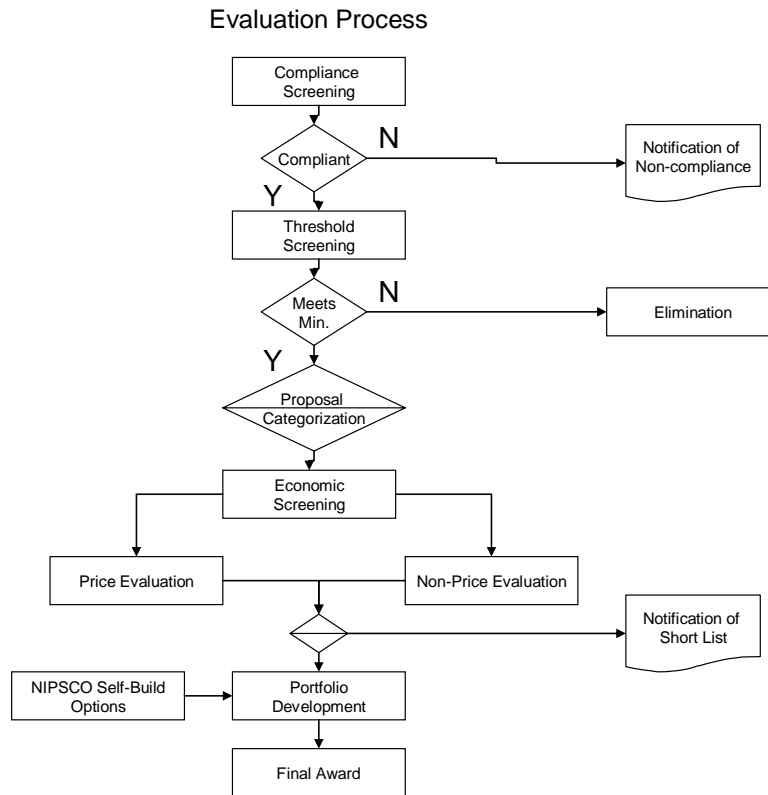 Evaluation Process
Compliance
Screening
Compliant
N
Notification of
Non-compliance
Y
Threshold
Screening
Meets
Min.
N
Elimination
Y
Proposal
Categorization
Economic
Screening
Price Evaluation
Non-Price Evaluation
Notification of
Short List
NIPSCO Self-Build
Options
Portfolio
Development
Final Award